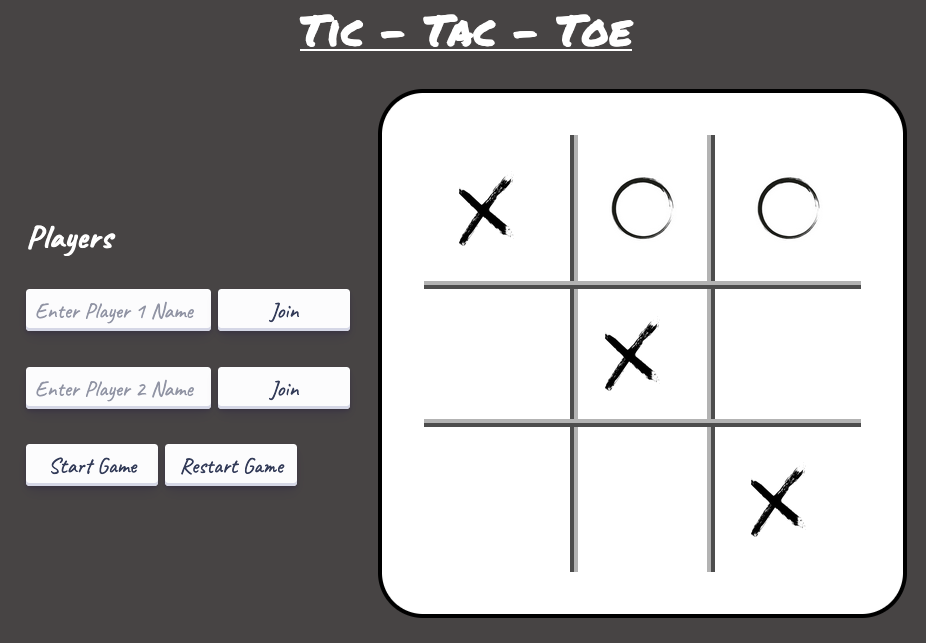 Tic - Tac - Toe
Players
Enter Player 1 Name
Join
Enter Player 2 Name
Join
Start Game
Restart Game